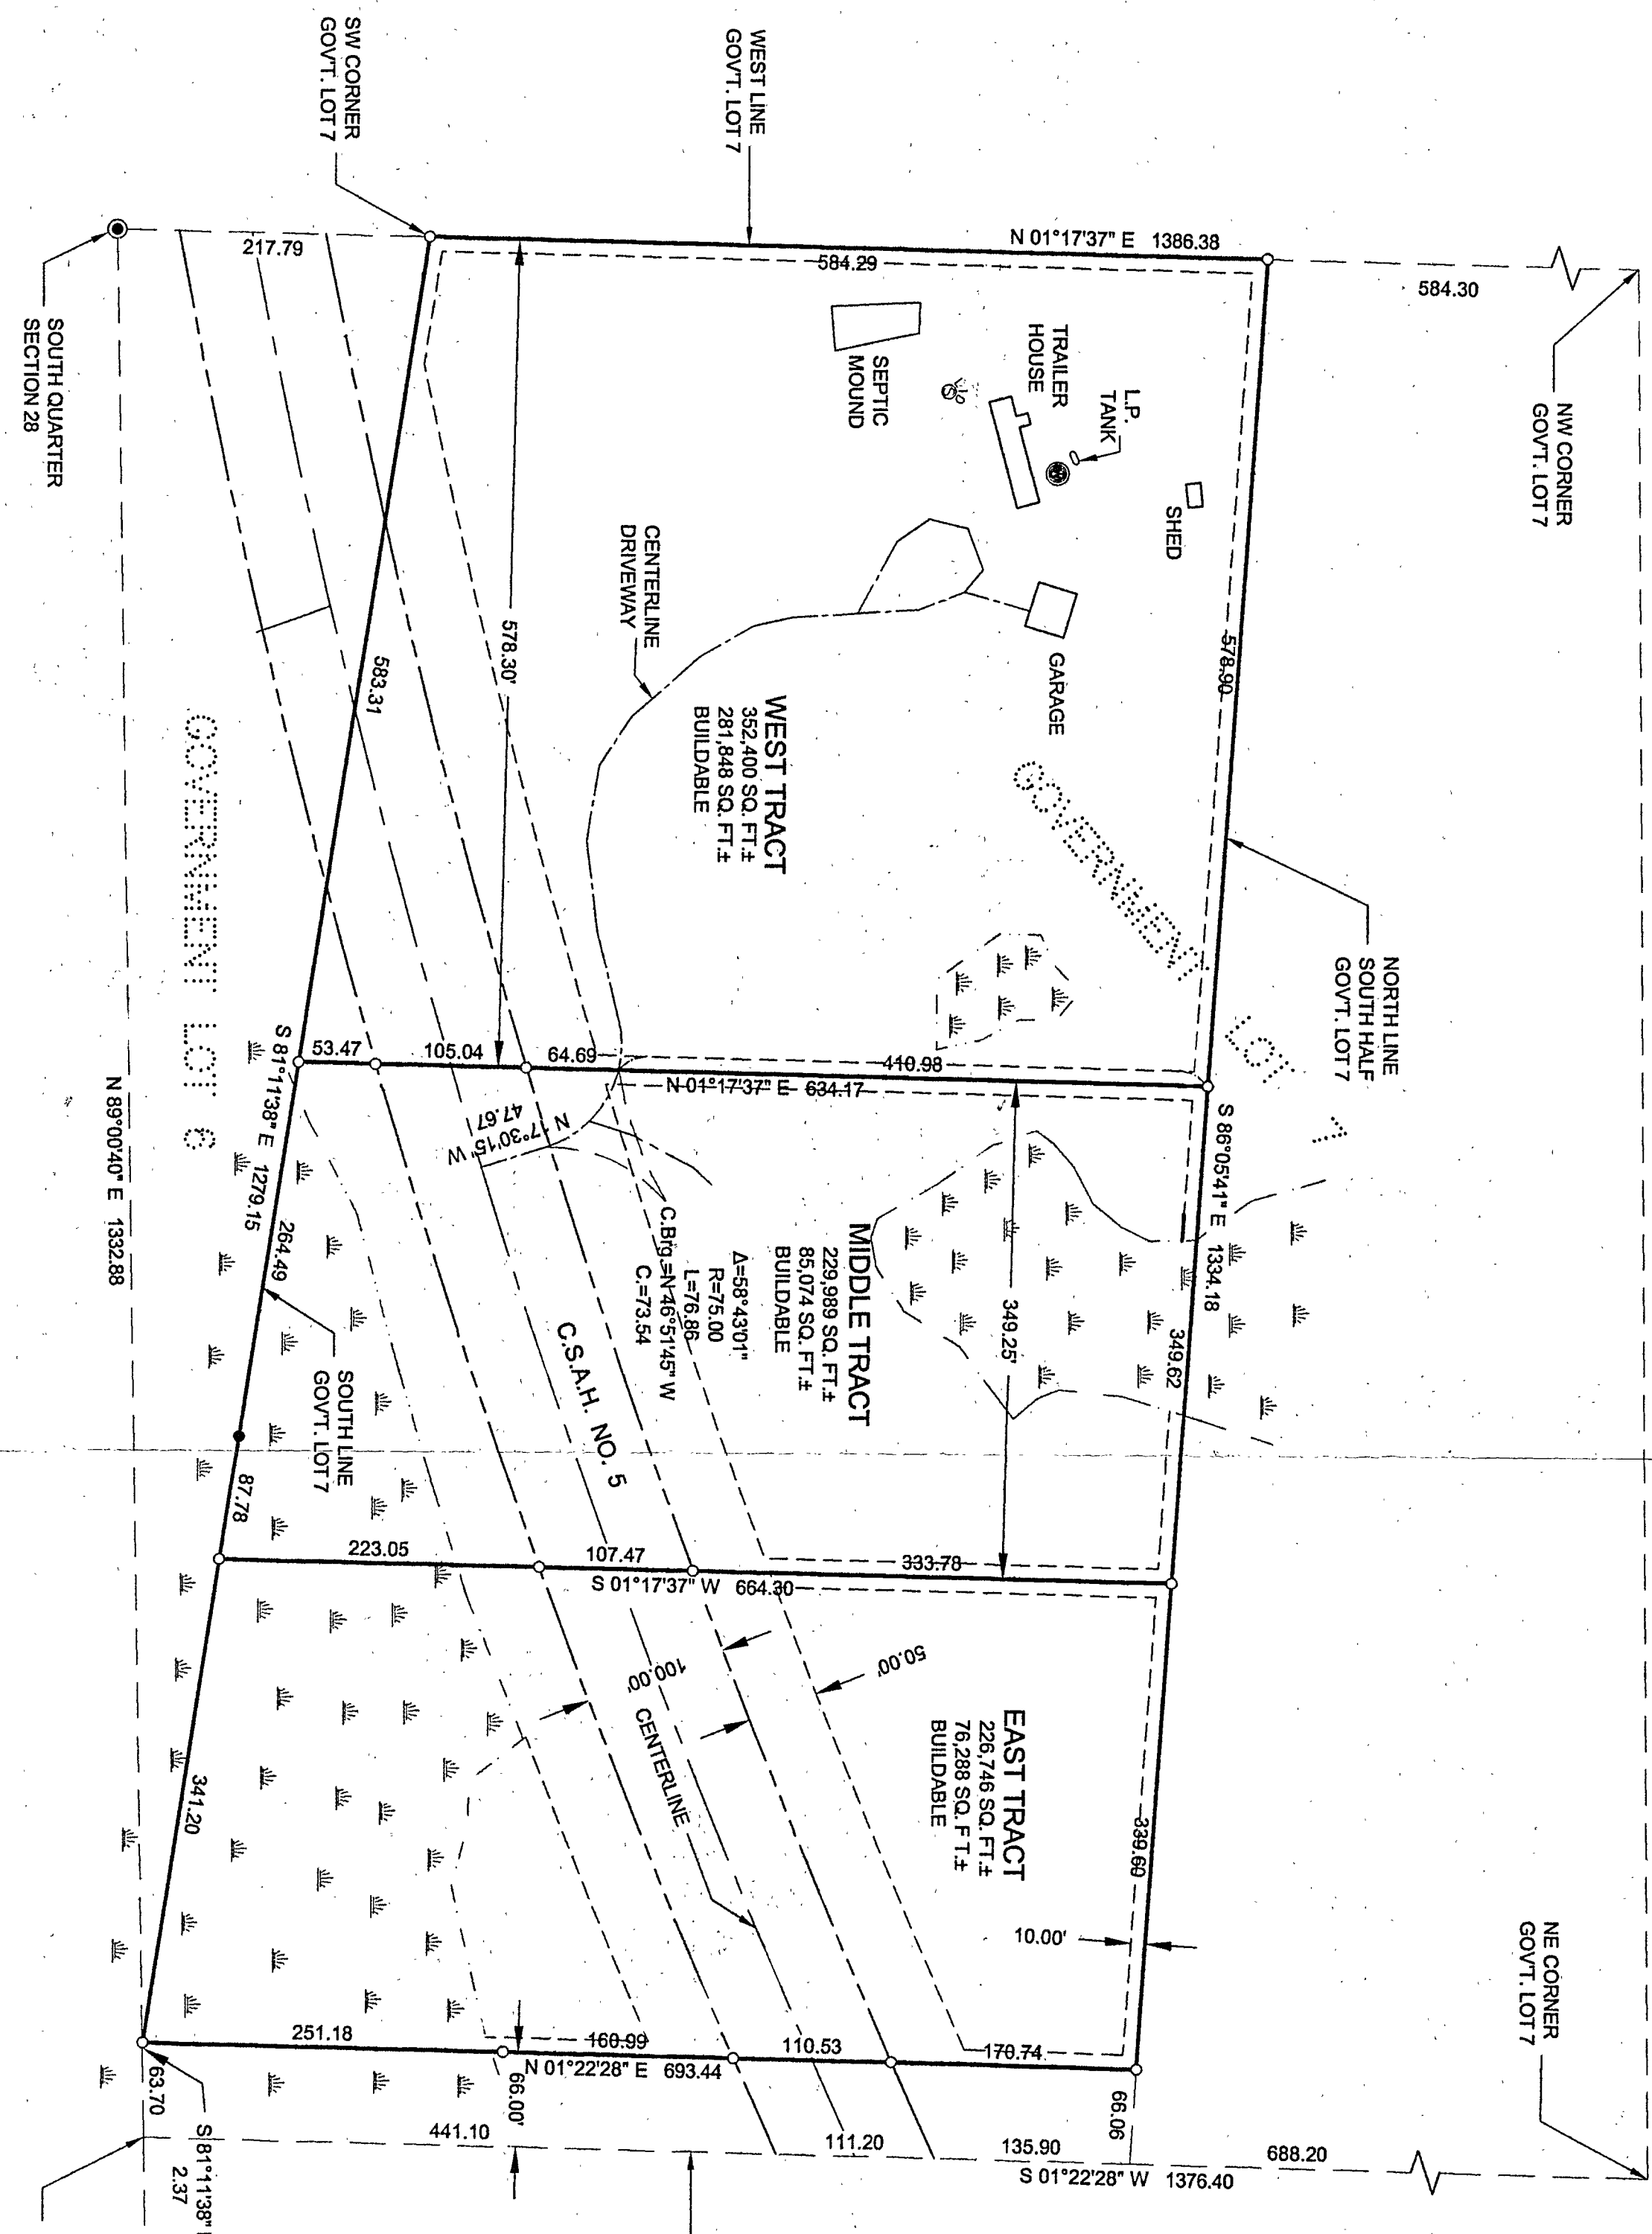 SW CORNER
GOV'T. LOT 7
WEST LINE
GOV'T. LOT 7
NW CORNER
GOV'T. LOT 7
N 01°17'37" E 1386.38
584.29
584.30
217.79
SOUTH QUARTER
SECTION 28
SEPTIC
MOUND
TRAILER
HOUSE
L.P.
TANK
SHED
GARAGE
CENTERLINE
DRIVEWAY
578.30'
578.90
583.31
WEST TRACT
352,400 SQ. FT.±
281,848 SQ. FT.±
BUILDABLE
GOVERNMENT LOT 7
GOVERNMENT LOT 6
NORTH LINE
SOUTH HALF
GOV'T. LOT 7
53.47
105.04
64.69
410.98
N 01°17'37" E 634.17
S 81°11'38" E 1279.15
N 89°00'40" E 1332.88
S 86°05'41" E 1334.18
N 17°30'15" W
47.67
264.49
SOUTH LINE
GOV'T. LOT 7
87.78
C.S.A.H. NO. 5
Δ=58°43'01"
R=75.00
L=76.86
C.Brg.=N 46°51'45" W
C.=73.54
MIDDLE TRACT
229,989 SQ. FT.±
85,074 SQ. FT.±
BUILDABLE
349.25'
349.62
223.05
107.47
333.78
S 01°17'37" W 664.30
50.00'
100.00'
CENTERLINE
EAST TRACT
226,746 SQ. FT.±
76,288 SQ. FT.±
BUILDABLE
339.60
10.00'
341.20
251.18
160.99
110.53
170.74
N 01°22'28" E 693.44
66.00'
66.06
63.70
441.10
111.20
135.90
688.20
S 01°22'28" W 1376.40
S 81°11'38"
2.37
NE CORNER
GOV'T. LOT 7